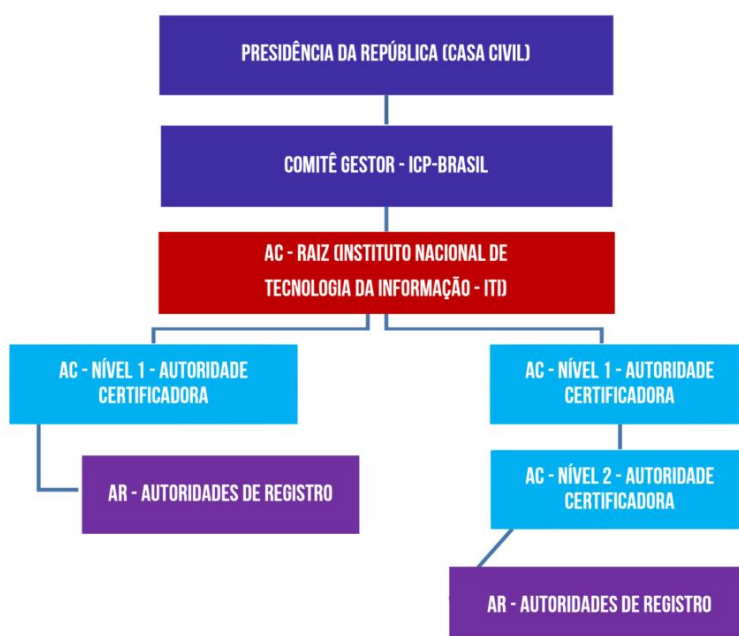 PRESIDÊNCIA DA REPÚBLICA (CASA CIVIL)
COMITÊ GESTOR - ICP-BRASIL
AC - RAIZ (INSTITUTO NACIONAL DE
TECNOLOGIA DA INFORMAÇÃO - ITI)
AC - NÍVEL 1 - AUTORIDADE
CERTIFICADORA
AC - NÍVEL 1 - AUTORIDADE
CERTIFICADORA
AR - AUTORIDADES DE REGISTRO
AC - NÍVEL 2 - AUTORIDADE
CERTIFICADORA
AR - AUTORIDADES DE REGISTRO